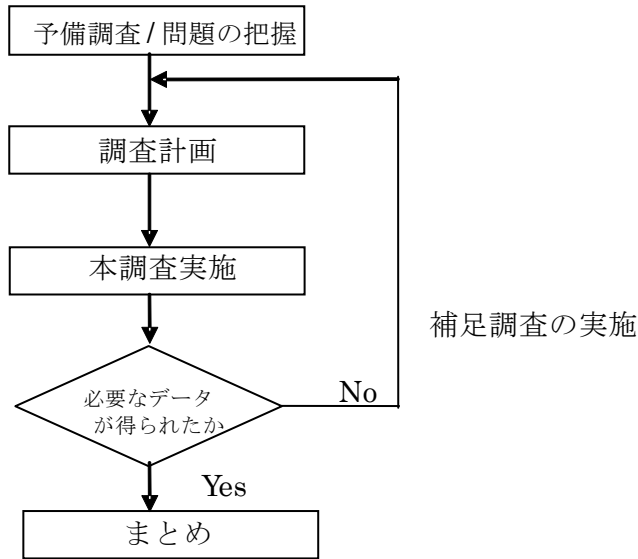 予備調査 / 問題の把握
調査計画
本調査実施
補足調査の実施
必要なデータ
が得られたか
No
Yes
まとめ